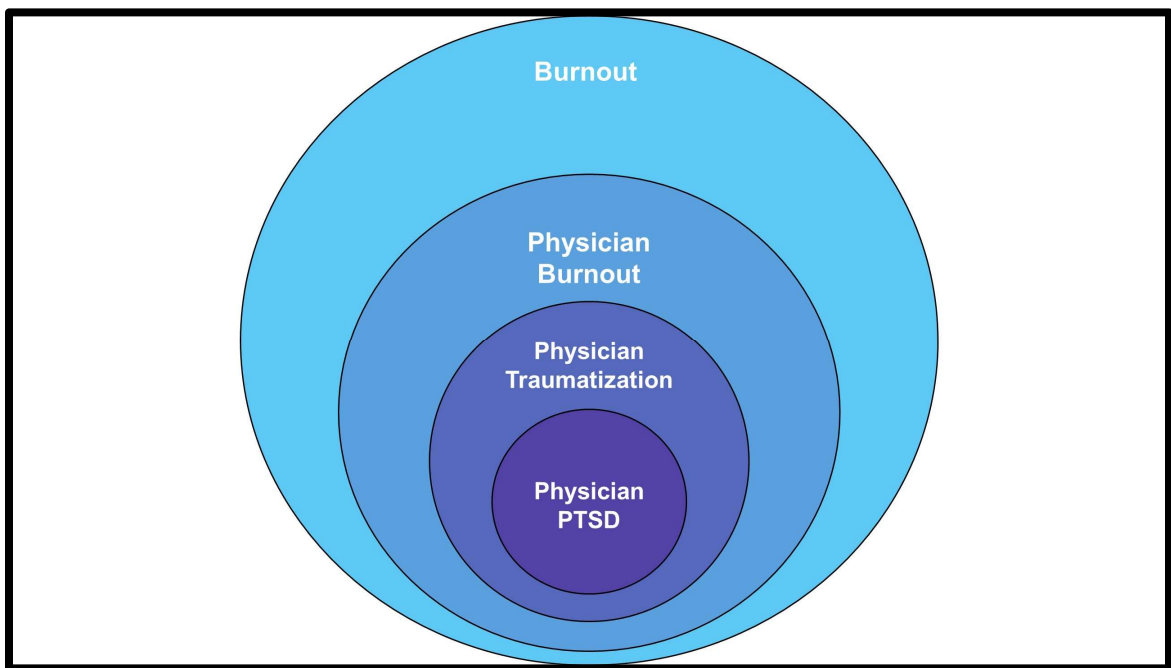 Burnout
Physician
Burnout
Physician
Traumatization
Physician
PTSD